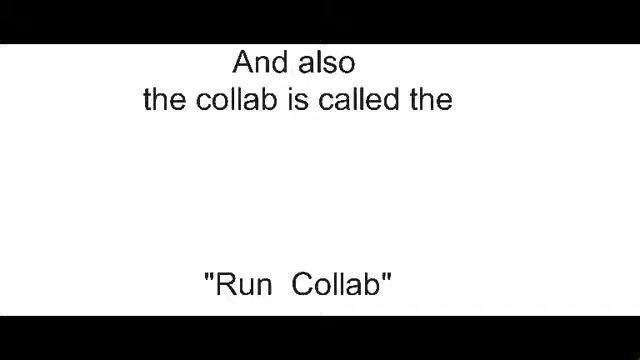 And also
the collab is called the
"Run  Collab"